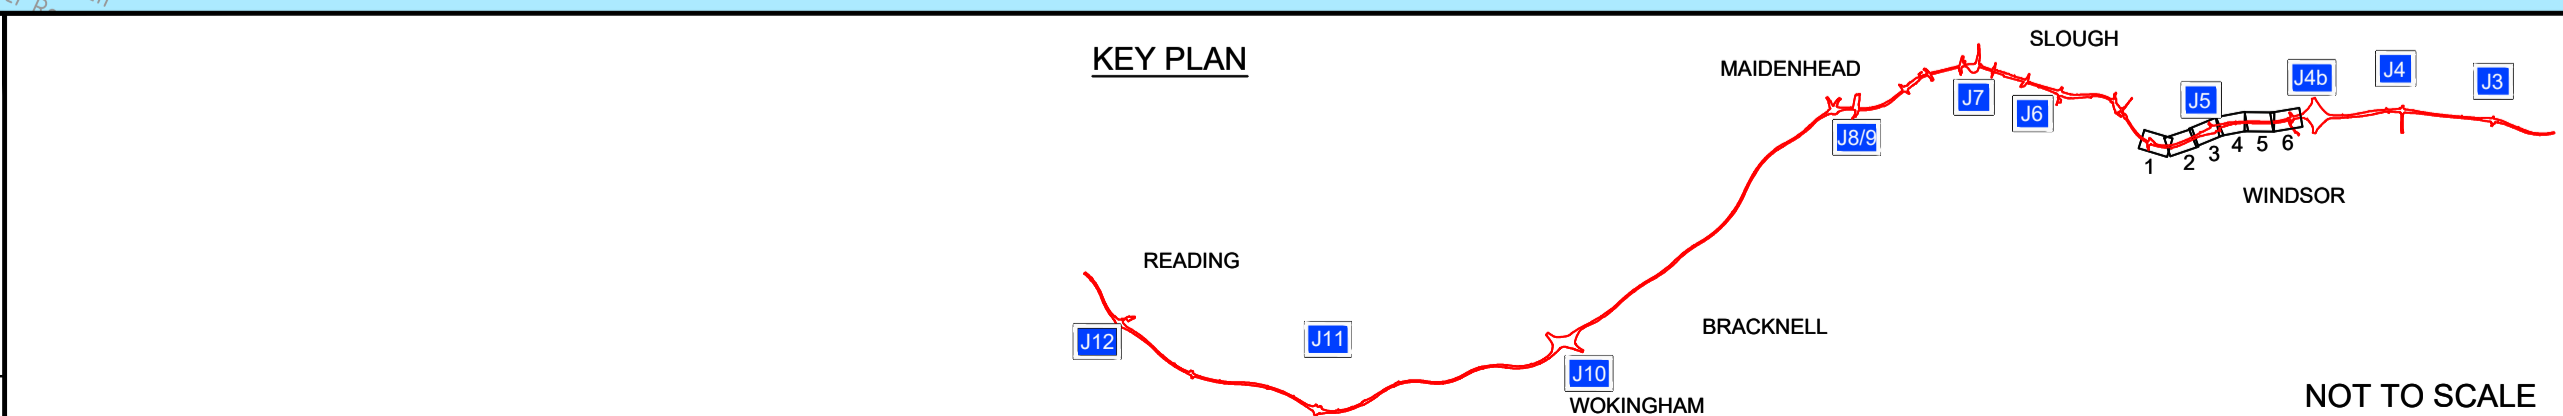 KEY PLAN
SLOUGH
MAIDENHEAD
J4b
J4
J3
J7
J5
J6
J8/9
1
2
3
4
5
6
WINDSOR
READING
BRACKNELL
J12
J11
J10
NOT TO SCALE
WOKINGHAM